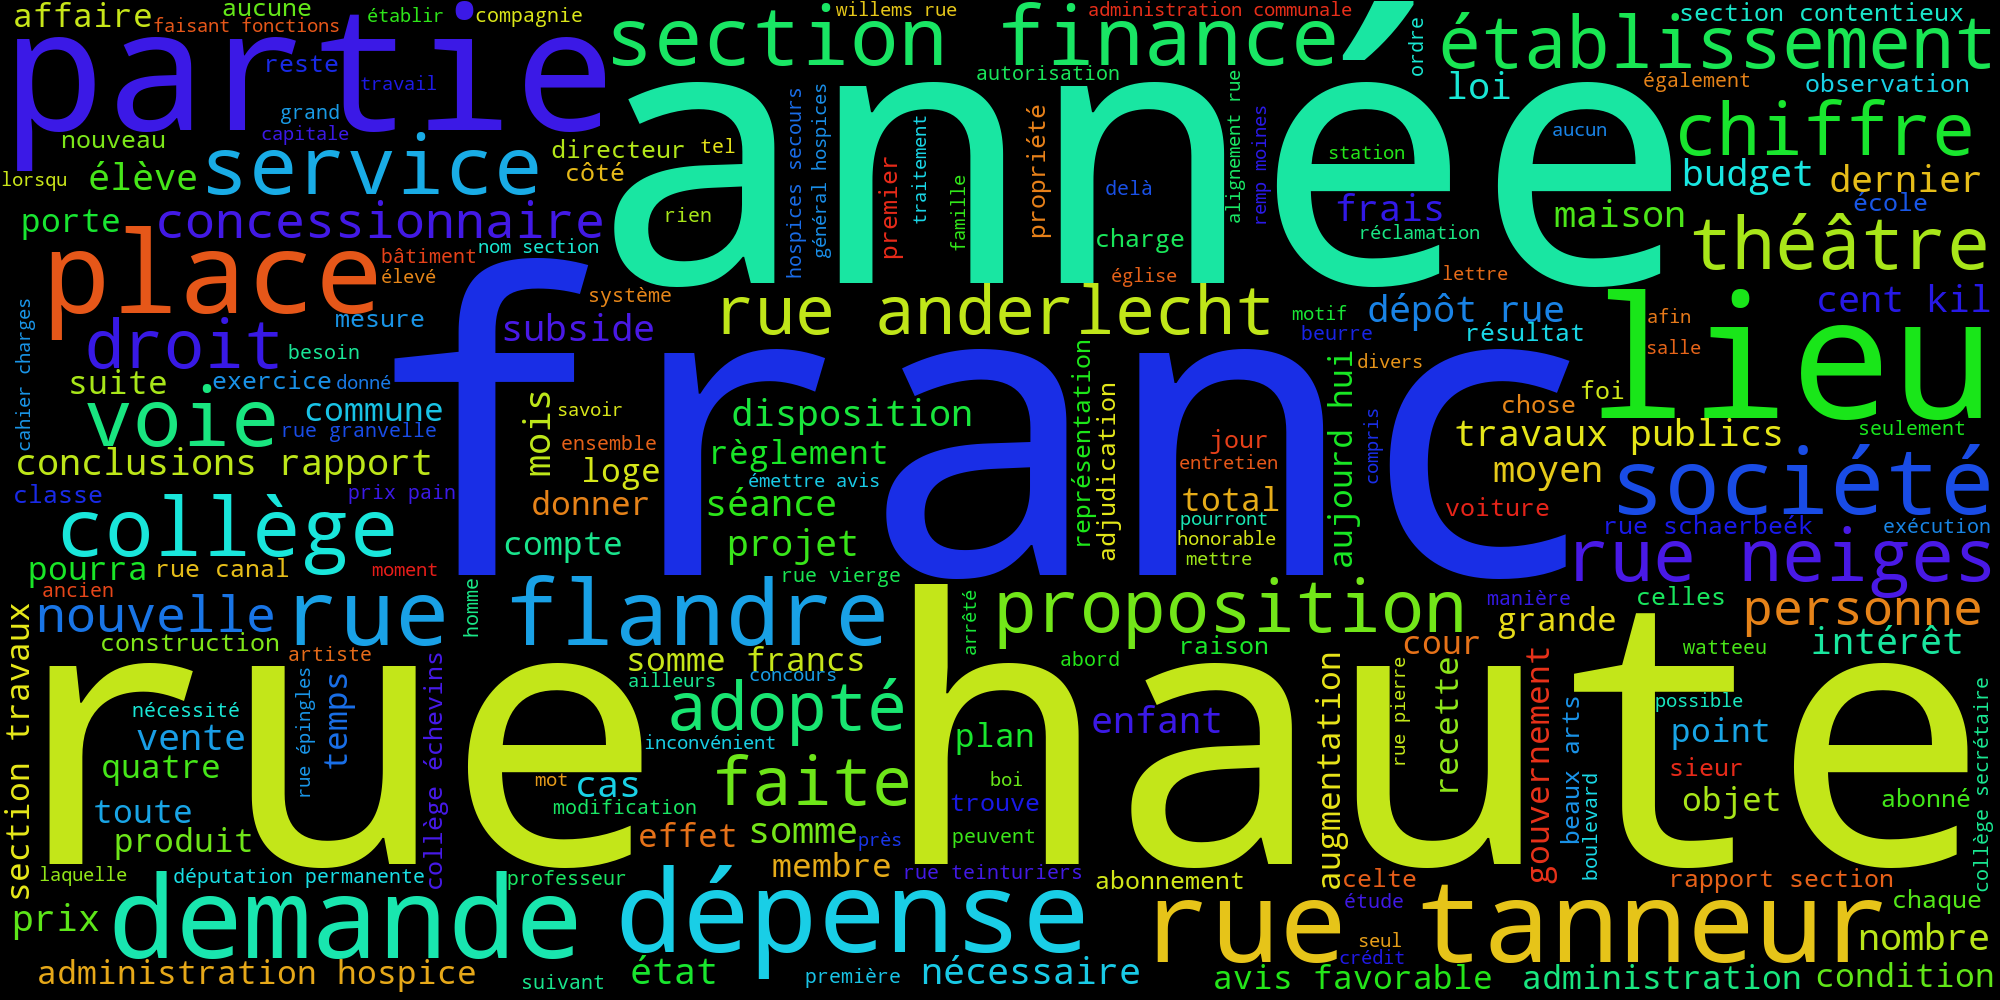 affaire
aucune
établir
compagnie
willems rue
administration communale
section contentieux
faisant fonctions
partie
section finance
ordre
établissement
reste
travail
autorisation
année
loi
également
observation
grand
capitale
nouveau
service
directeur
tel
côté
hospices secours
général hospices
premier
traitement
famille
propriété
delà
alignement rue
remp moines
station
aucun
chiffre
budget
dernier
lorsqu
élève
porte
concessionnaire
rien
charge
frais
maison
école
réclamation
théâtre
place
bâtiment
élevé
nom section
église
lettre
système
rue anderlecht
motif
dépôt rue
afin
cent kil
cahier charges
droit
mesure
subside
beurre
résultat
salle
lieu
besoin
suite
exercice
donné
franc
représentation
adjudication
aujourd hui
divers
compris
foi
chose
voie
commune
rue granvelle
mois
savoir
disposition
travaux publics
seulement
conclusions rapport
ensemble
loge
règlement
jour
entretien
moyen
société
classe
prix pain
émettre avis
donner
séance
total
voiture
rue schaerbeék
exécution
collège
compte
projet
pourront
honorable
mettre
rue neiges
pourra
rue canal
moment
rue vierge
ancien
nouvelle
rue flandre
homme
arrêté
proposition
manière
celles
personne
construction
artiste
somme francs
abord
raison
cour
grande
watteeu
intérêt
section travaux
rue haute
nécessité
rue épingles
temps
collège échevins
ailleurs
concours
adopté
enfant
augmentation
rue pierre
recette
gouvernement
beaux arts
possible
point
collège secrétaire
vente
inconvénient
plan
quatre
mot
cas
faite
boi
sieur
boulevard
toute
modification
trouve
objet
abonné
produit
effet
somme
près
peuvent
laquelle
députation permanente
professeur
membre
rue teinturiers
abonnement
celte
rapport section
prix
demande
dépense
rue tanneur
étude
chaque
seul
crédit
nombre
administration hospice
suivant
état
première
nécessaire
avis favorable
administration
condition